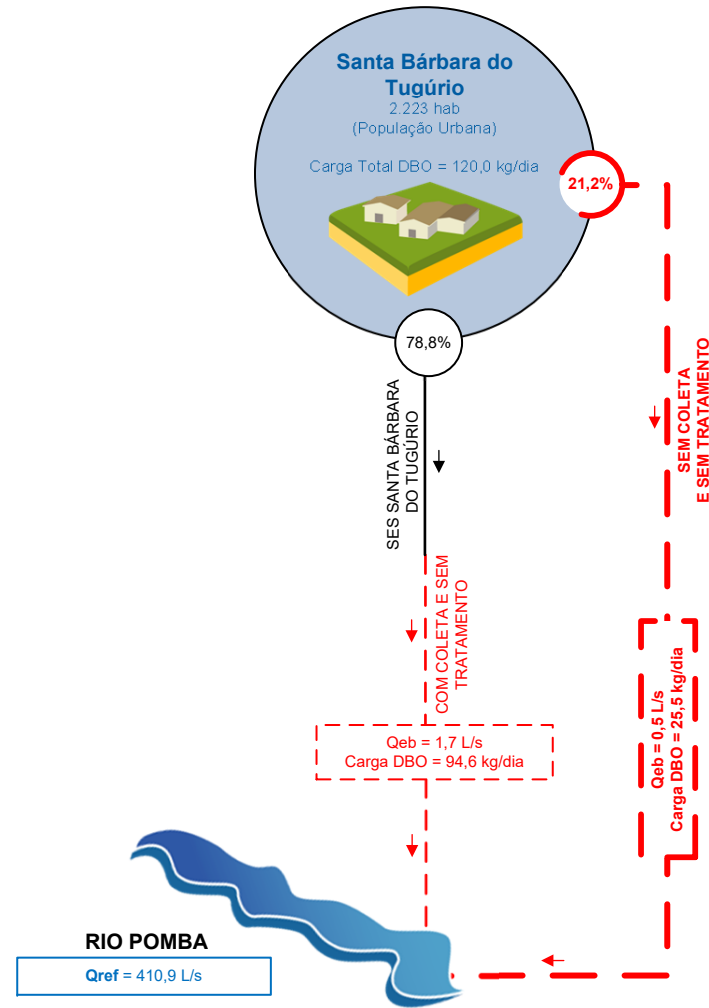 Santa Bárbara do
Tugúrio
2.223 hab
(População Urbana)
Carga Total DBO = 120,0 kg/dia
21,2%
78,8%
SES SANTA BÁRBARA
DO TUGÚRIO
COM COLETA E SEM
TRATAMENTO
Qeb = 1,7 L/s
Carga DBO = 94,6 kg/dia
SEM COLETA
E SEM TRATAMENTO
Qeb = 0,5 L/s
Carga DBO = 25,5 kg/dia
RIO POMBA
Qref = 410,9 L/s